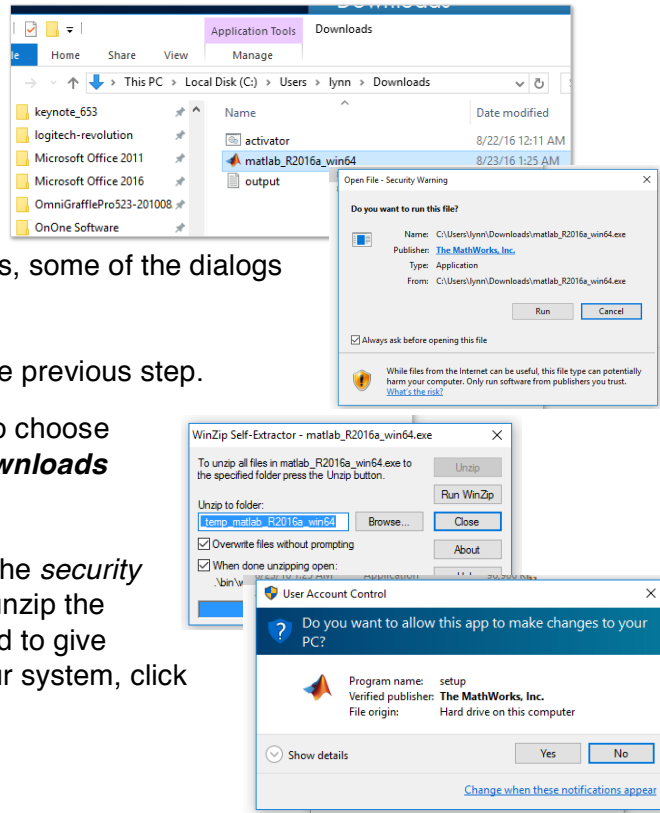 Application Tools
Downloads
Home Share View Manage
This PC > Local Disk (C:) > Users > lynn > Downloads
keynote_653
logitech-revolution
Microsoft Office 2011
Microsoft Office 2016
OmniGrafflePro523-201008
OnOne Software
Name Date modified
activator 8/22/16 12:11 AM
matlab_R2016a_win64 8/23/16 1:25 AM
output
Open File - Security Warning
Do you want to run this file?
Name: C:\Users\lynn\Downloads\matlab_R2016a_win64.exe
Publisher: The MathWorks, Inc.
Type: Application
From: C:\Users\lynn\Downloads\matlab_R2016a_win64.exe
Run Cancel
Always ask before opening this file
While files from the Internet can be useful, this file type can potentially
harm your computer. Only run software from publishers you trust.
What's the risk?
s, some of the dialogs
e previous step.
o choose
wnloads
he security
unzip the
d to give
ur system, click
WinZip Self-Extractor - matlab_R2016a_win64.exe
To unzip all files in matlab_R2016a_win64.exe to
the specified folder press the Unzip button.
Unzip to folder:
_temp_matlab_R2016a_win64
Browse...
Overwrite files without prompting
When done unzipping open:
.\bin\w
Unzip
Run WinZip
Close
About
User Account Control
Do you want to allow this app to make changes to your
PC?
Program name: setup
Verified publisher: The MathWorks, Inc.
File origin: Hard drive on this computer
Show details
Yes No
Change when these notifications appear